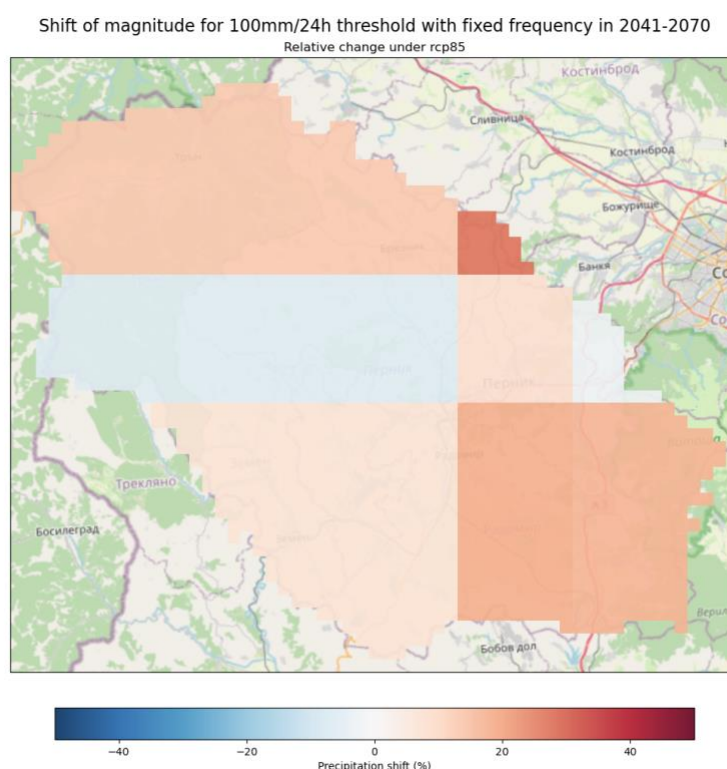 Shift of magnitude for 100mm/24h threshold with fixed frequency in 2041-2070
Relative change under rcp85
Костинброд
Сливница
Костинброд
Божурище
Банкя
Перник
Трекляно
Босилеград
Бобов дол
−40
−20
0
20
40
Precipitation shift (%)